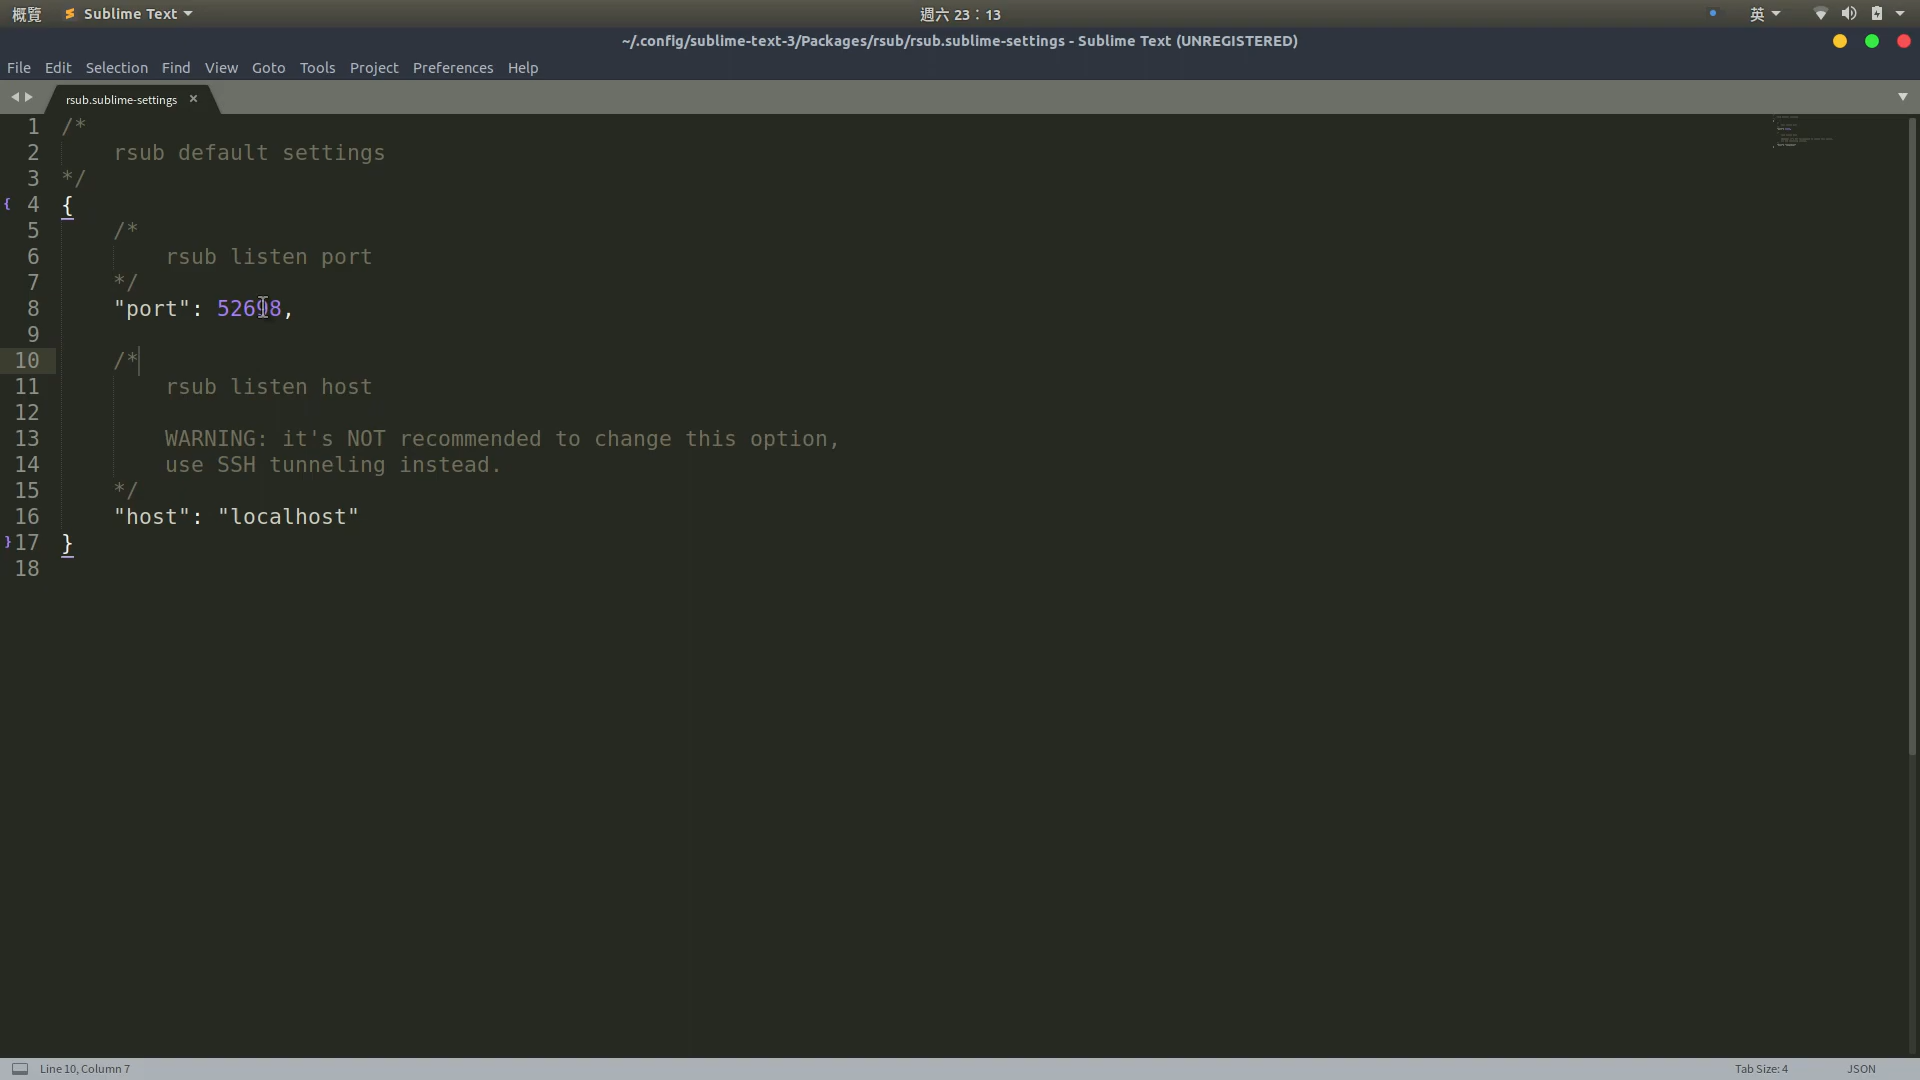 概覽 Sublime Text 週六 23：13 英
~/.config/sublime-text-3/Packages/rsub/rsub.sublime-settings - Sublime Text (UNREGISTERED)
File Edit Selection Find View Goto Tools Project Preferences Help
rsub.sublime-settings ×
1 /*
2 rsub default settings
3 */
{ 4 {
5 /*
6 rsub listen port
7 */
8 "port": 52698,
9
10 /*
11 rsub listen host
12
13 WARNING: it's NOT recommended to change this option,
14 use SSH tunneling instead.
15 */
16 "host": "localhost"
} 17 }
18
Line 10, Column 7 Tab Size: 4 JSON